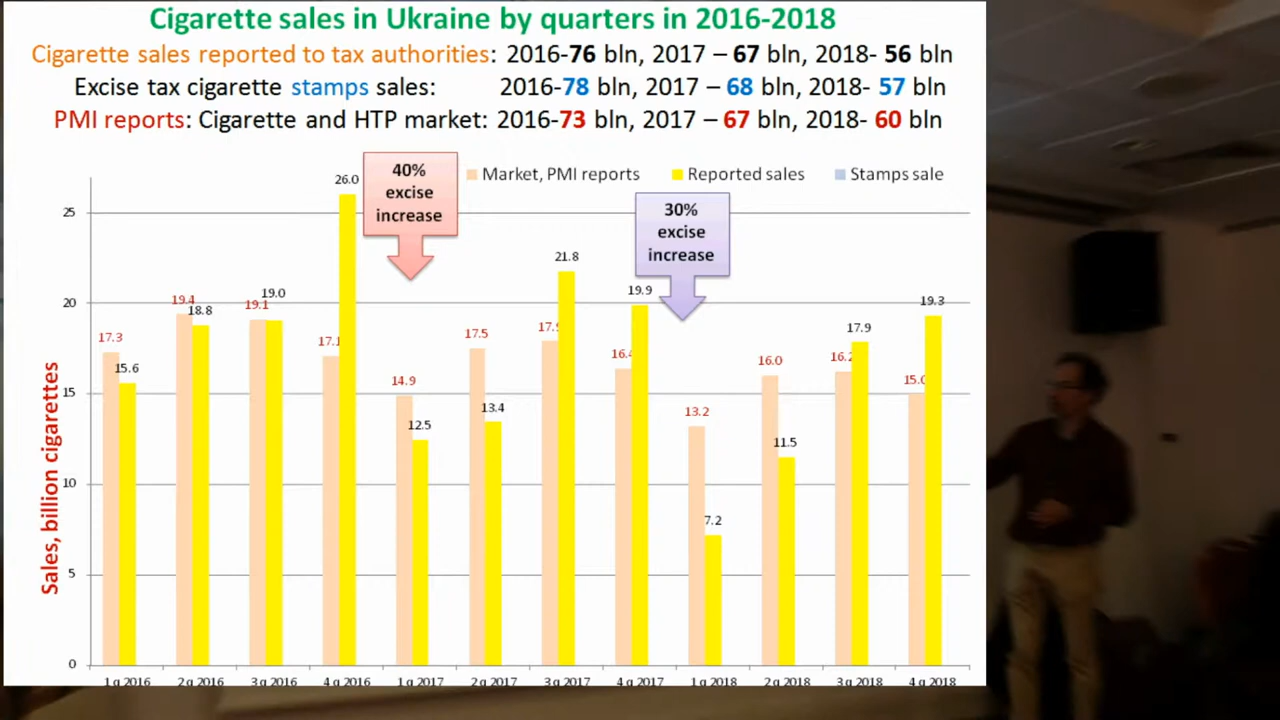 Cigarette sales in Ukraine by quarters in 2016-2018
Cigarette sales reported to tax authorities: 2016-76 bln, 2017 – 67 bln, 2018- 56 bln
Excise tax cigarette stamps sales: 2016-78 bln, 2017 – 68 bln, 2018- 57 bln
PMI reports: Cigarette and HTP market: 2016-73 bln, 2017 – 67 bln, 2018- 60 bln
Market, PMI reports
Reported sales
Stamps sale
40%
excise
increase
30%
excise
increase
Sales, billion cigarettes
25
20
15
10
5
0
17.3
15.6
19.4
18.8
19.1
19.0
17.1
26.0
14.9
12.5
17.5
13.4
17.9
21.8
16.4
19.9
13.2
7.2
16.0
11.5
16.2
17.9
15.0
19.3
1 q 2016
2 q 2016
3 q 2016
4 q 2016
1 q 2017
2 q 2017
3 q 2017
4 q 2017
1 q 2018
2 q 2018
3 q 2018
4 q 2018